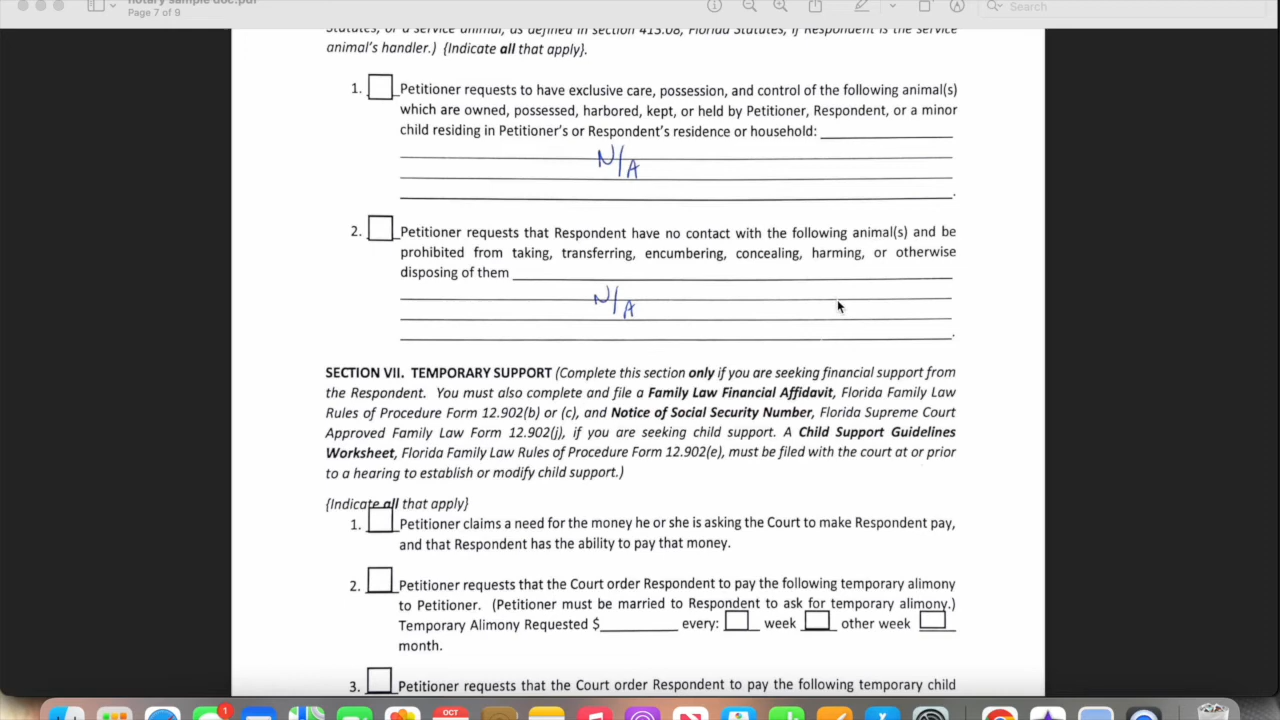 notary sample doc.pdf
Page 7 of 9
Search
Statutes, or a service animal, as defined in section 413.08, Florida Statutes, if Respondent is the service
animal's handler.) {Indicate all that apply}.
1. Petitioner requests to have exclusive care, possession, and control of the following animal(s)
which are owned, possessed, harbored, kept, or held by Petitioner, Respondent, or a minor
child residing in Petitioner's or Respondent's residence or household:
N/A
2. Petitioner requests that Respondent have no contact with the following animal(s) and be
prohibited from taking, transferring, encumbering, concealing, harming, or otherwise
disposing of them
N/A
SECTION VII. TEMPORARY SUPPORT (Complete this section only if you are seeking financial support from
the Respondent. You must also complete and file a Family Law Financial Affidavit, Florida Family Law
Rules of Procedure Form 12.902(b) or (c), and Notice of Social Security Number, Florida Supreme Court
Approved Family Law Form 12.902(j), if you are seeking child support. A Child Support Guidelines
Worksheet, Florida Family Law Rules of Procedure Form 12.902(e), must be filed with the court at or prior
to a hearing to establish or modify child support.)
{Indicate all that apply}
1. Petitioner claims a need for the money he or she is asking the Court to make Respondent pay,
and that Respondent has the ability to pay that money.
2. Petitioner requests that the Court order Respondent to pay the following temporary alimony
to Petitioner. (Petitioner must be married to Respondent to ask for temporary alimony.)
Temporary Alimony Requested $ every: week other week
month.
3. Petitioner requests that the Court order Respondent to pay the following temporary child
1
OCT